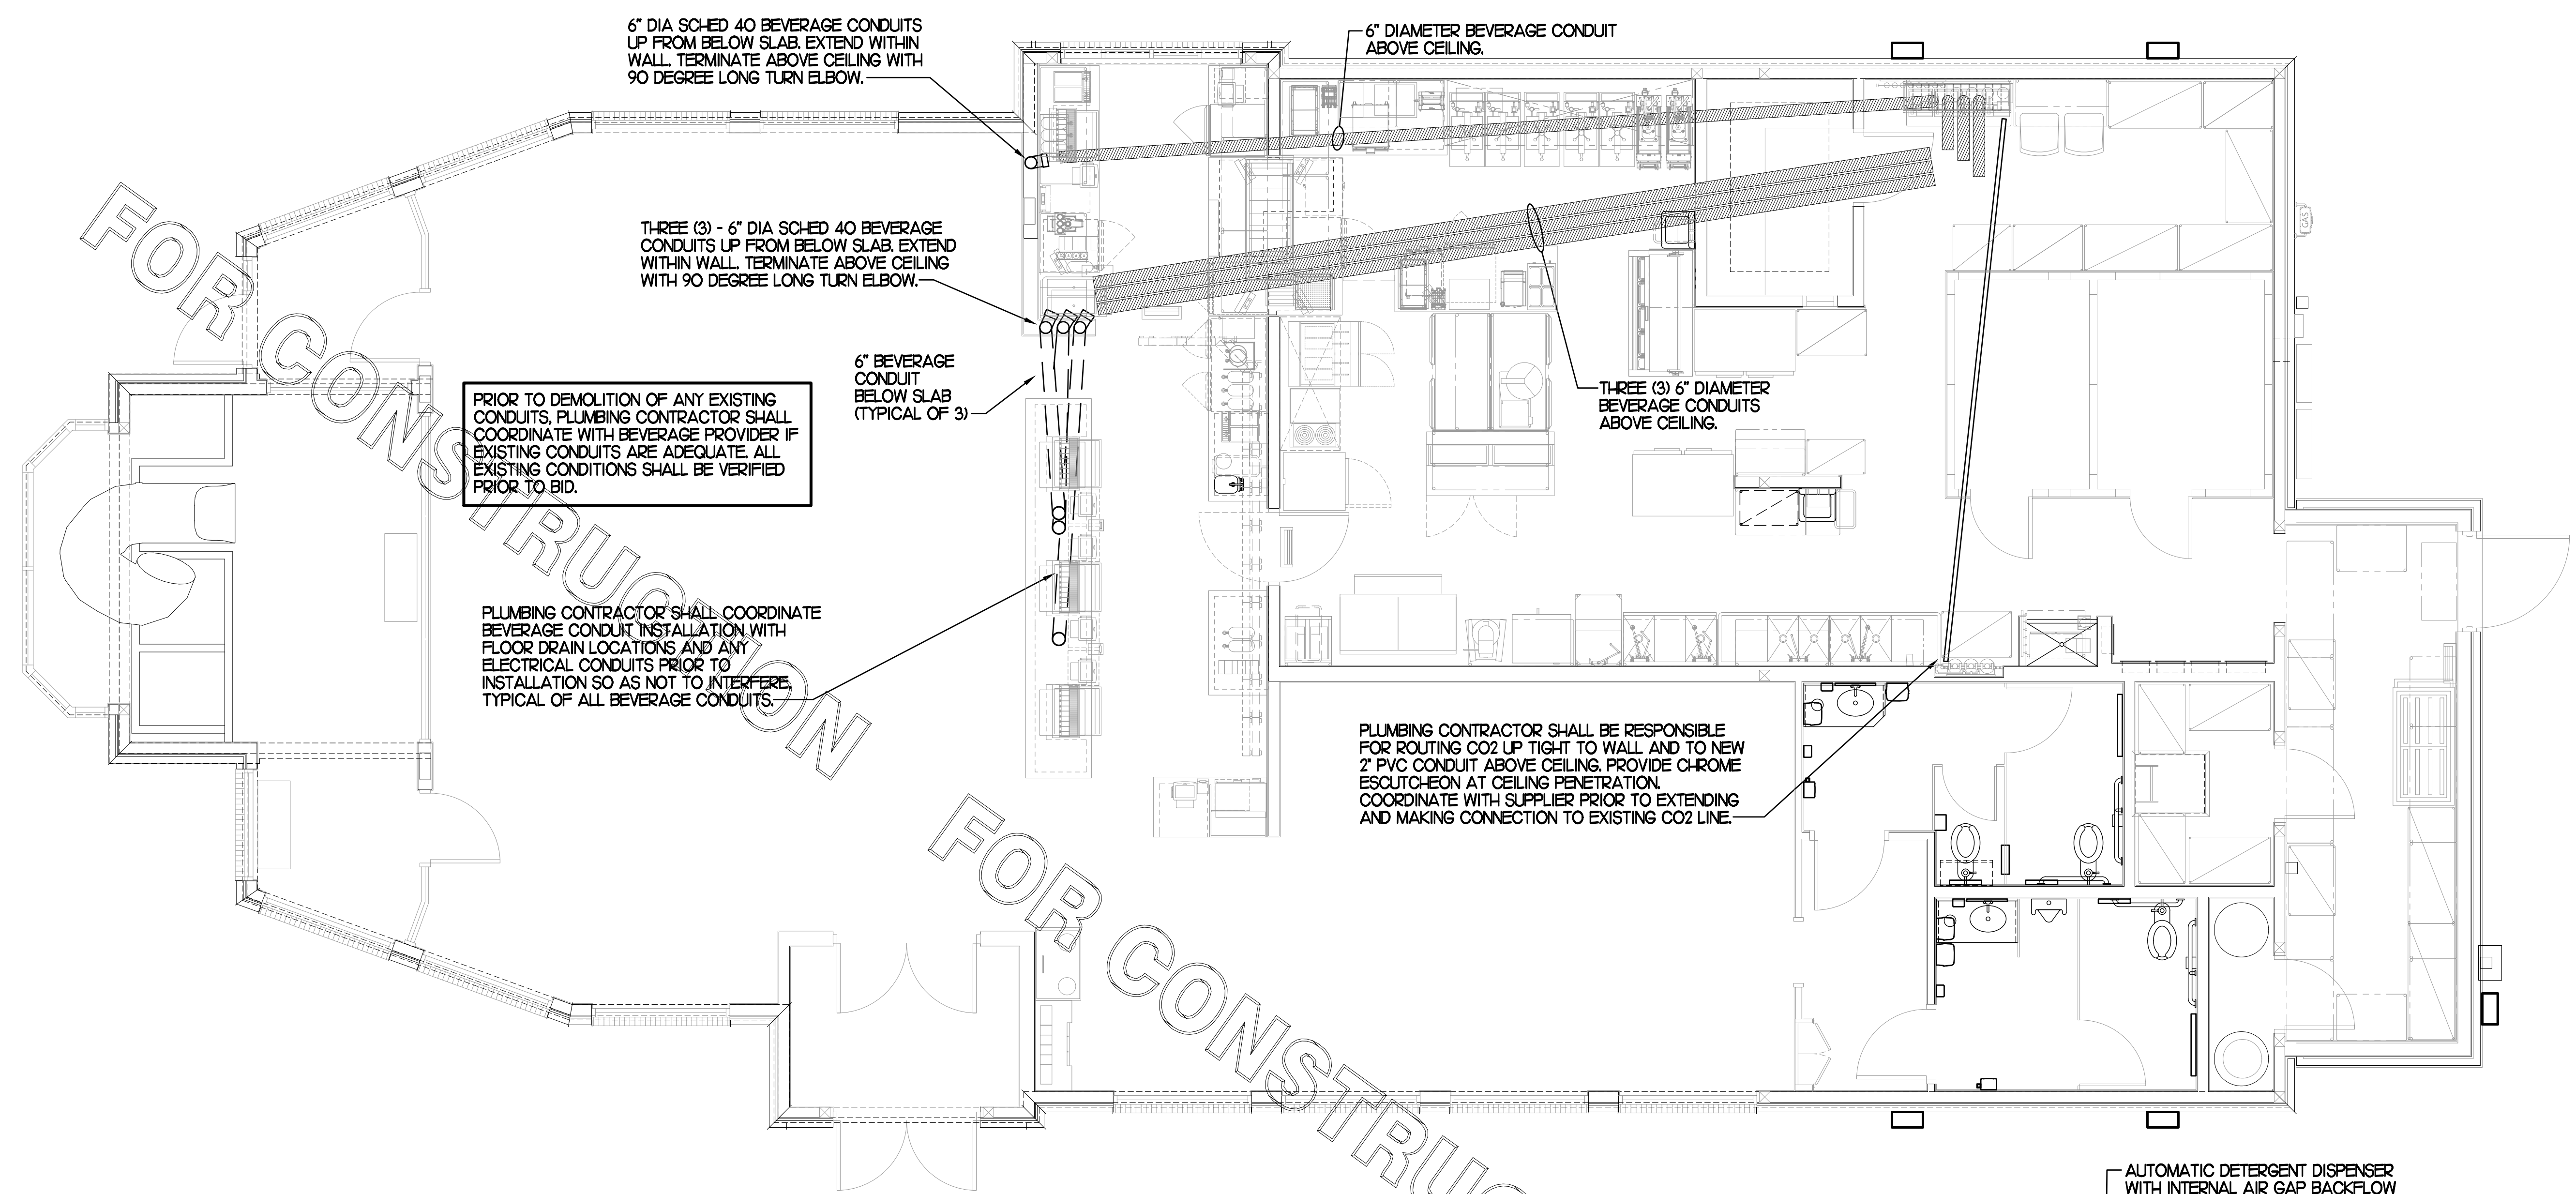 6" DIA SCHED 40 BEVERAGE CONDUITS
UP FROM BELOW SLAB. EXTEND WITHIN
WALL. TERMINATE ABOVE CEILING WITH
90 DEGREE LONG TURN ELBOW.
6" DIAMETER BEVERAGE CONDUIT
ABOVE CEILING.
THREE (3) - 6" DIA SCHED 40 BEVERAGE
CONDUITS UP FROM BELOW SLAB. EXTEND
WITHIN WALL. TERMINATE ABOVE CEILING
WITH 90 DEGREE LONG TURN ELBOW.
GAS
FOR CONSTRUCTION
6" BEVERAGE
CONDUIT
BELOW SLAB
(TYPICAL OF 3)
PRIOR TO DEMOLITION OF ANY EXISTING
CONDUITS, PLUMBING CONTRACTOR SHALL
COORDINATE WITH BEVERAGE PROVIDER IF
EXISTING CONDUITS ARE ADEQUATE. ALL
EXISTING CONDITIONS SHALL BE VERIFIED
PRIOR TO BID.
THREE (3) 6" DIAMETER
BEVERAGE CONDUITS
ABOVE CEILING.
PLUMBING CONTRACTOR SHALL COORDINATE
BEVERAGE CONDUIT INSTALLATION WITH
FLOOR DRAIN LOCATIONS AND ANY
ELECTRICAL CONDUITS PRIOR TO
INSTALLATION SO AS NOT TO INTERFERE.
TYPICAL OF ALL BEVERAGE CONDUITS.
PLUMBING CONTRACTOR SHALL BE RESPONSIBLE
FOR ROUTING CO2 UP TIGHT TO WALL AND TO NEW
2" PVC CONDUIT ABOVE CEILING. PROVIDE CHROME
ESCUTCHEON AT CEILING PENETRATION.
COORDINATE WITH SUPPLIER PRIOR TO EXTENDING
AND MAKING CONNECTION TO EXISTING CO2 LINE.
FOR CONSTRUC
AUTOMATIC DETERGENT DISPENSER
WITH INTERNAL AIR GAP BACKFLOW